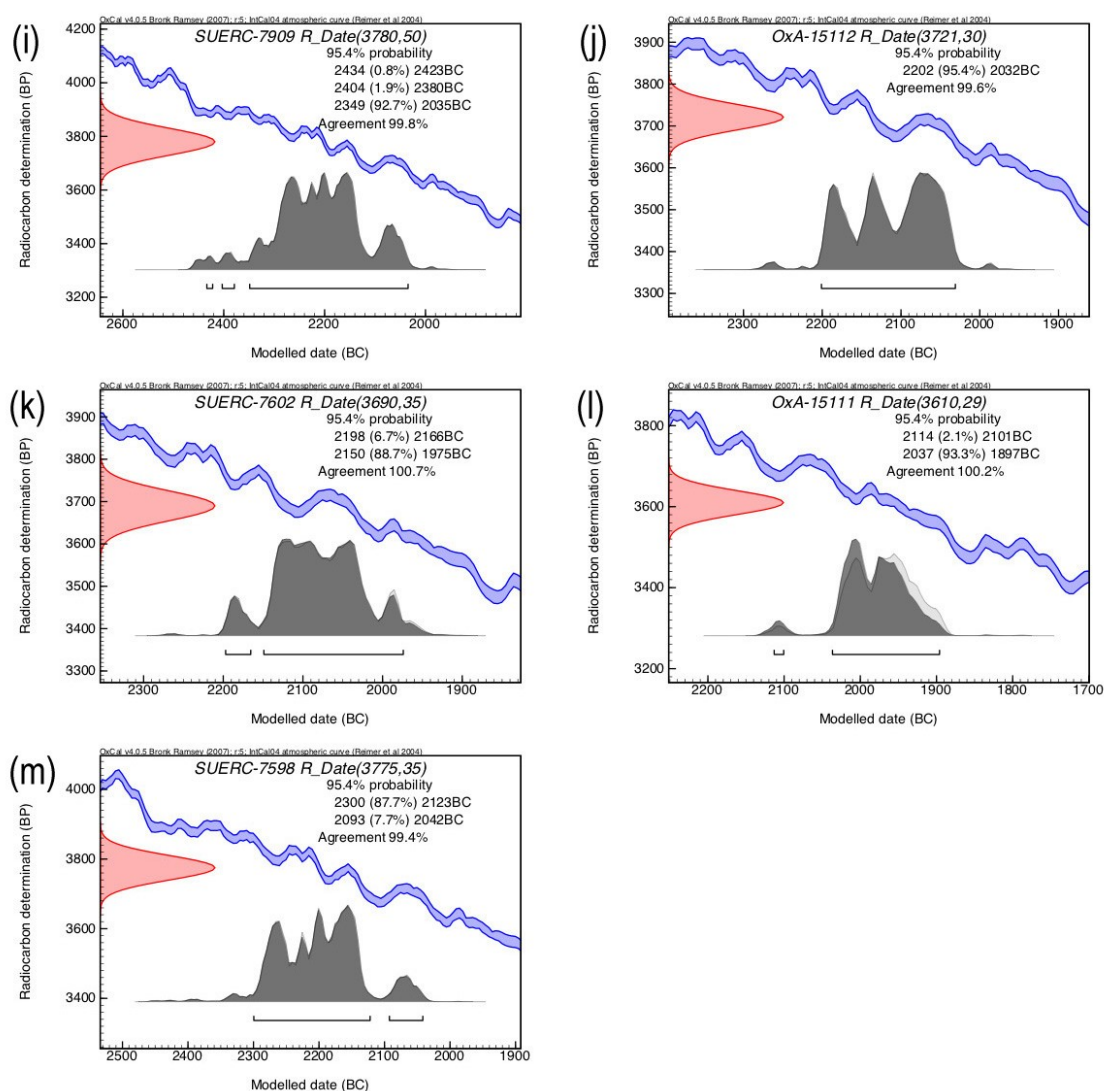 (i)
OxCal v4.0.5 Bronk Ramsey (2007); r:5; IntCal04 atmospheric curve (Reimer et al 2004)
SUERC-7909 R_Date(3780,50)
95.4% probability
2434 (0.8%) 2423BC
2404 (1.9%) 2380BC
2349 (92.7%) 2035BC
Agreement 99.8%
Radiocarbon determination (BP)
4200
4000
3800
3600
3400
3200
2600 2400 2200 2000
Modelled date (BC)
(j)
OxCal v4.0.5 Bronk Ramsey (2007); r:5; IntCal04 atmospheric curve (Reimer et al 2004)
OxA-15112 R_Date(3721,30)
95.4% probability
2202 (95.4%) 2032BC
Agreement 99.6%
Radiocarbon determination (BP)
3900
3800
3700
3600
3500
3400
3300
2300 2200 2100 2000 1900
Modelled date (BC)
(k)
OxCal v4.0.5 Bronk Ramsey (2007); r:5; IntCal04 atmospheric curve (Reimer et al 2004)
SUERC-7602 R_Date(3690,35)
95.4% probability
2198 (6.7%) 2166BC
2150 (88.7%) 1975BC
Agreement 100.7%
Radiocarbon determination (BP)
3900
3800
3700
3600
3500
3400
3300
2300 2200 2100 2000 1900
Modelled date (BC)
(l)
OxCal v4.0.5 Bronk Ramsey (2007); r:5; IntCal04 atmospheric curve (Reimer et al 2004)
OxA-15111 R_Date(3610,29)
95.4% probability
2114 (2.1%) 2101BC
2037 (93.3%) 1897BC
Agreement 100.2%
Radiocarbon determination (BP)
3800
3600
3400
3200
2200 2100 2000 1900 1800 1700
Modelled date (BC)
(m)
OxCal v4.0.5 Bronk Ramsey (2007); r:5; IntCal04 atmospheric curve (Reimer et al 2004)
SUERC-7598 R_Date(3775,35)
95.4% probability
2300 (87.7%) 2123BC
2093 (7.7%) 2042BC
Agreement 99.4%
Radiocarbon determination (BP)
4000
3800
3600
3400
2500 2400 2300 2200 2100 2000 1900
Modelled date (BC)